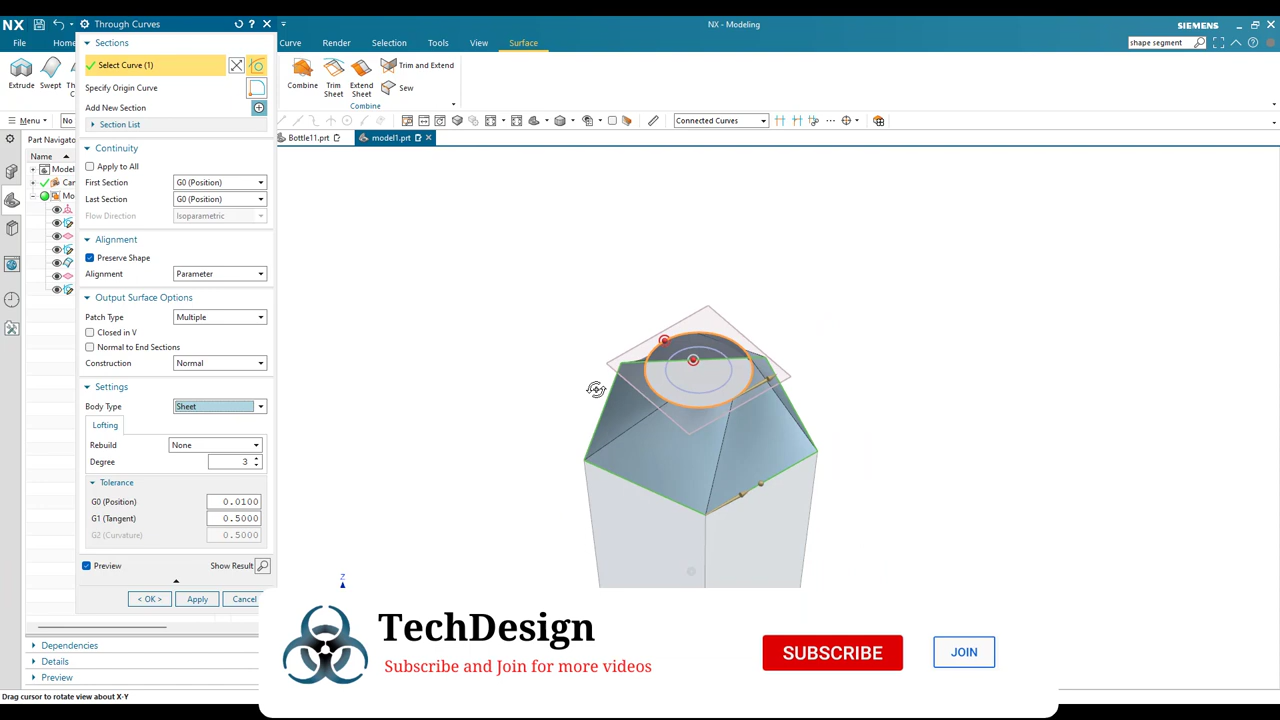 NX
Through Curves
NX - Modeling
SIEMENS
File
Home
Curve
Render
Selection
Tools
View
Surface
shape segment
Extrude
Swept
Combine
Trim Sheet
Extend Sheet
Trim and Extend
Sew
Combine
Menu
No
Connected Curves
Part Navigator
Bottle11.prt
model1.prt
Name
Model
Mo
Sections
Select Curve (1)
Specify Origin Curve
Add New Section
Section List
Continuity
Apply to All
First Section
G0 (Position)
Last Section
G0 (Position)
Flow Direction
Isoparametric
Alignment
Preserve Shape
Alignment
Parameter
Output Surface Options
Patch Type
Multiple
Closed in V
Normal to End Sections
Construction
Normal
Settings
Body Type
Sheet
Lofting
Rebuild
None
Degree
3
Tolerance
G0 (Position)
0.0100
G1 (Tangent)
0.5000
G2 (Curvature)
0.5000
Preview
Show Result
< OK >
Apply
Cancel
Z
Dependencies
Details
Preview
Drag cursor to rotate view about X-Y
TechDesign
Subscribe and Join for more videos
SUBSCRIBE
JOIN